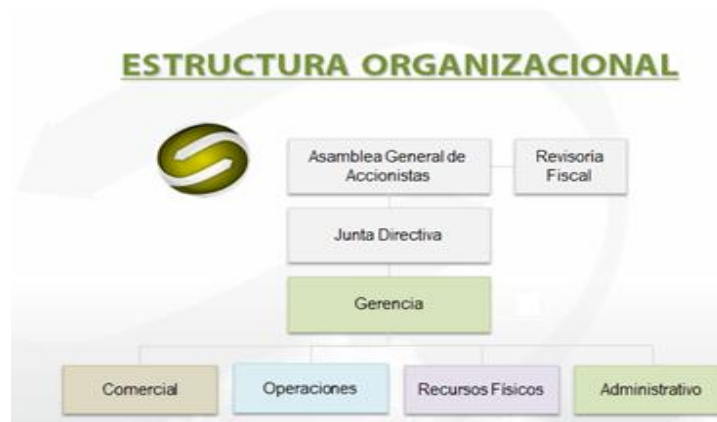 ESTRUCTURA ORGANIZACIONAL
Asamblea General de
Accionistas
Revisoria
Fiscal
Junta Directiva
Gerencia
Comercial
Operaciones
Recursos Físicos
Administrativo